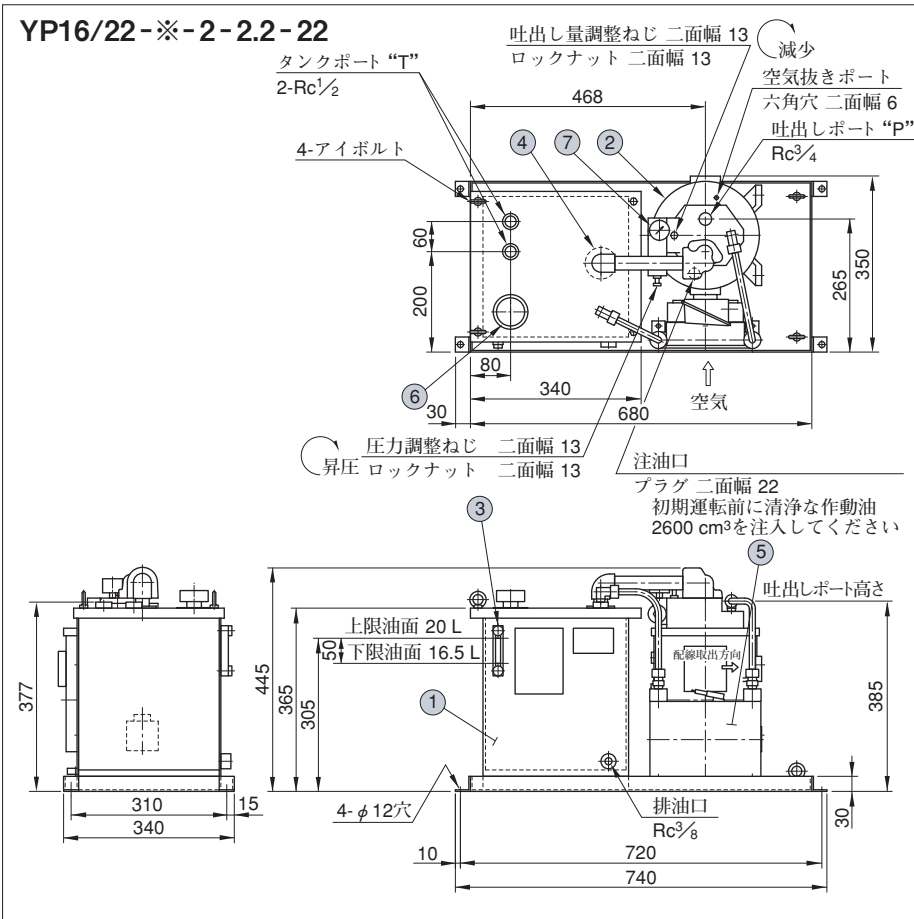 YP16/22-※-2-2.2-22
吐出し量調整ねじ 二面幅 13
ロックナット 二面幅 13
減少
タンクポート “T”
2-Rc1/2
空気抜きポート
六角穴 二面幅 6
468
吐出しポート “P”
Rc3/4
4-アイボルト
4
7
2
60
200
265
350
80
6
340
空気
30
680
圧力調整ねじ 二面幅 13
昇圧
ロックナット 二面幅 13
注油口
プラグ 二面幅 22
初期運転前に清浄な作動油
2600 cm³を注入してください
3
5
吐出しポート高さ
上限油面 20 L
50
下限油面 16.5 L
配線取出方向
377
445
365
305
1
385
310
15
340
4-φ12穴
排油口
Rc3/8
30
10
720
740